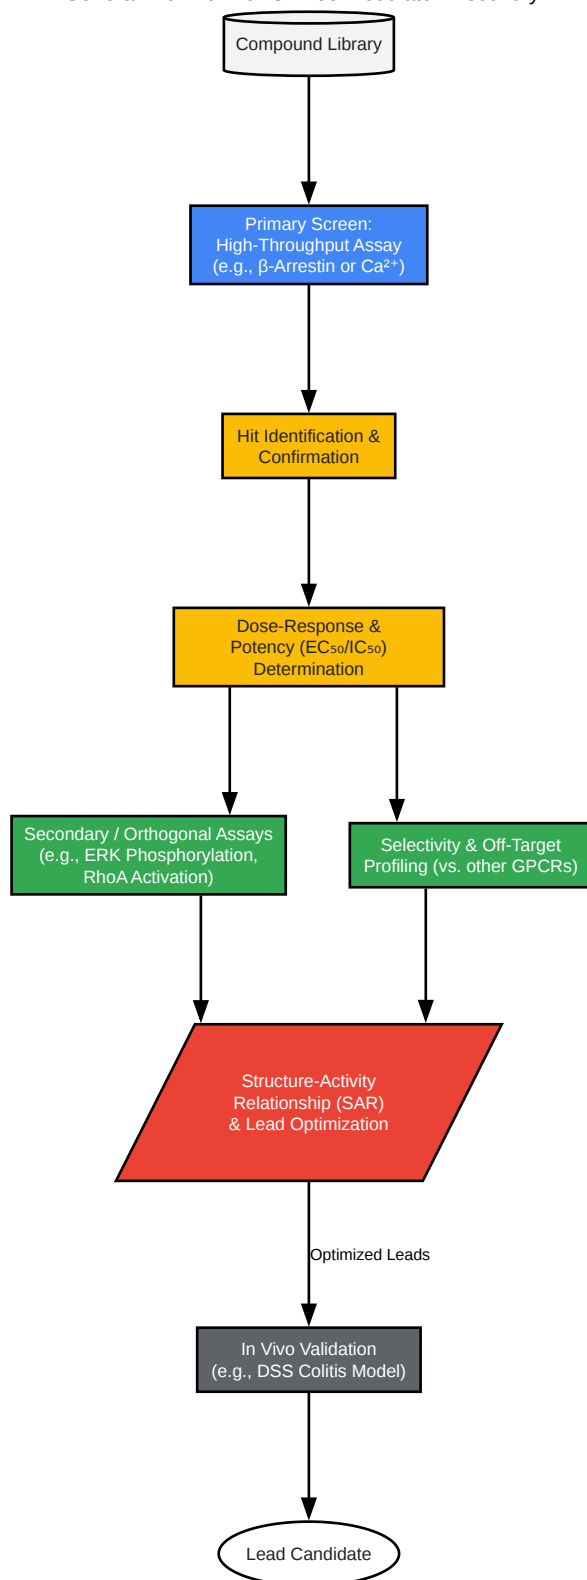 Compound Library
Primary Screen:
High-Throughput Assay
(e.g., β-Arrestin or Ca²⁺)
Hit Identification &
Confirmation
Dose-Response &
Potency (EC₅₀/IC₅₀)
Determination
Secondary / Orthogonal Assays
(e.g., ERK Phosphorylation,
RhoA Activation)
Selectivity & Off-Target
Profiling (vs. other GPCRs)
Structure-Activity
Relationship (SAR)
& Lead Optimization
Optimized Leads
In Vivo Validation
(e.g., DSS Colitis Model)
Lead Candidate